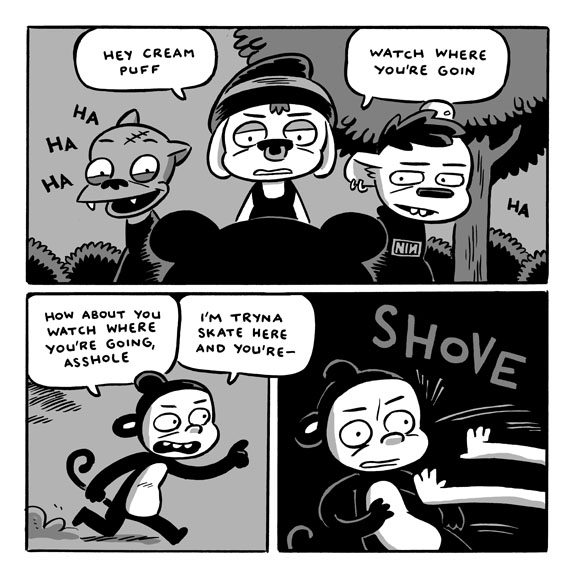 HEY CREAM
PUFF
WATCH WHERE
YOU'RE GOIN
HA
HA
HA
HA
NIN
HOW ABOUT YOU
WATCH WHERE
YOU'RE GOING,
ASSHOLE
I'M TRYNA
SKATE HERE
AND YOU'RE—
SHOVE